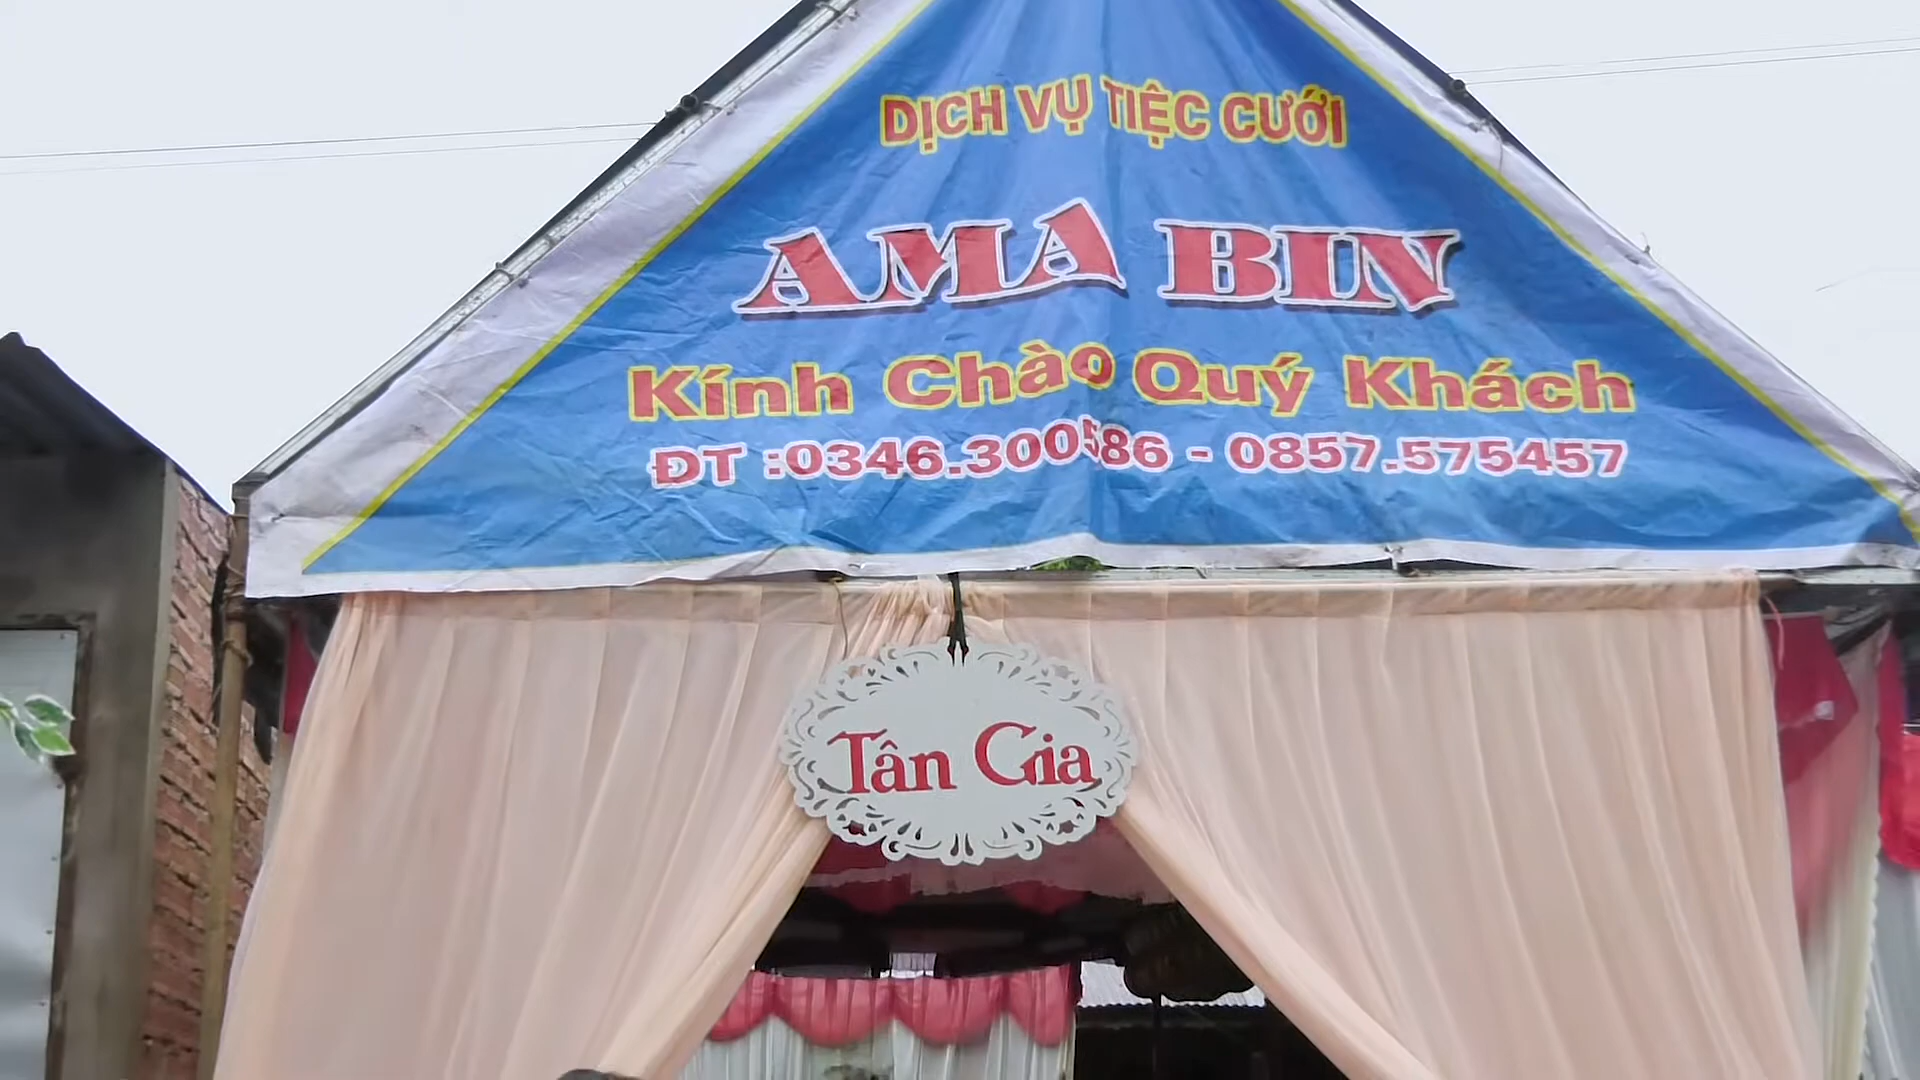 DỊCH VỤ TIỆC CƯỚI
AMA BIN
Kính Chào Quý Khách
ĐT :0346.300586 - 0857.575457
Tân Gia